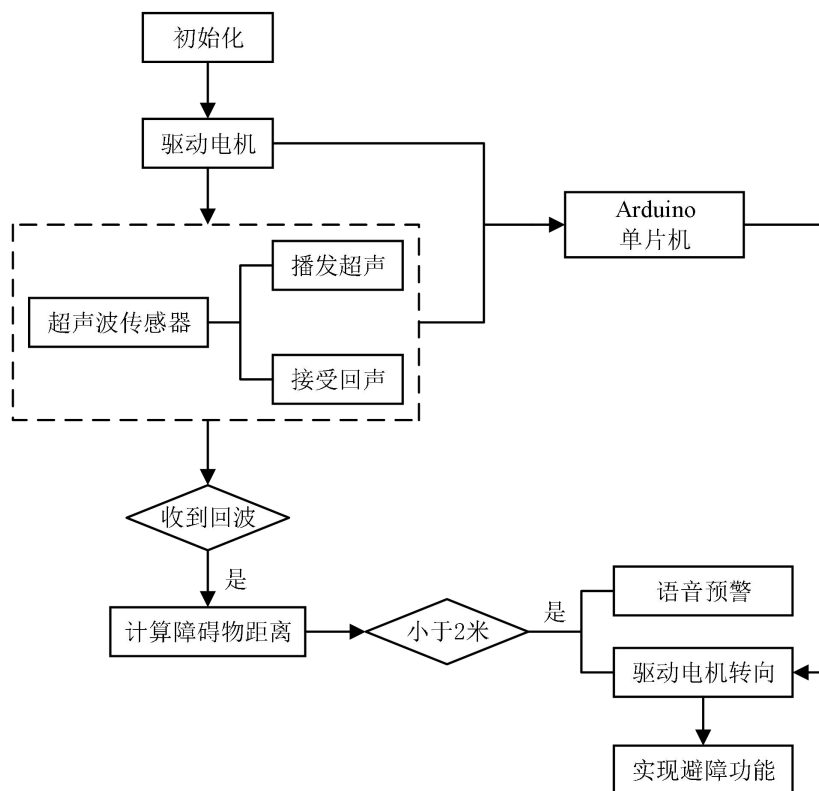 初始化
驱动电机
Arduino
单片机
播发超声
超声波传感器
接受回声
收到回波
是
计算障碍物距离
小于2米
是
语音预警
驱动电机转向
实现避障功能